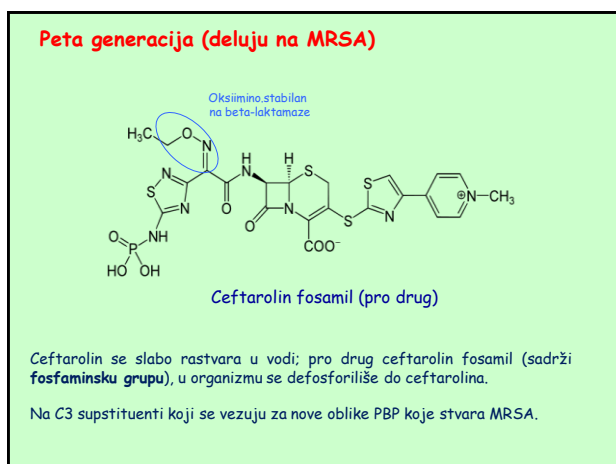 Peta generacija (deluju na MRSA)
Oksiimino.stabilan
na beta-laktamaze
H₃C
O
N
H
N
H
S
N
S
N
O
O
N
S
S
N
N
CH₃
COO⁻
NH
O
P
HO OH
Ceftarolin fosamil (pro drug)
Ceftarolin se slabo rastvara u vodi; pro drug ceftarolin fosamil (sadrži
fosfaminsku grupu), u organizmu se defosforiliše do ceftarolina.
Na C3 supstituenti koji se vezuju za nove oblike PBP koje stvara MRSA.